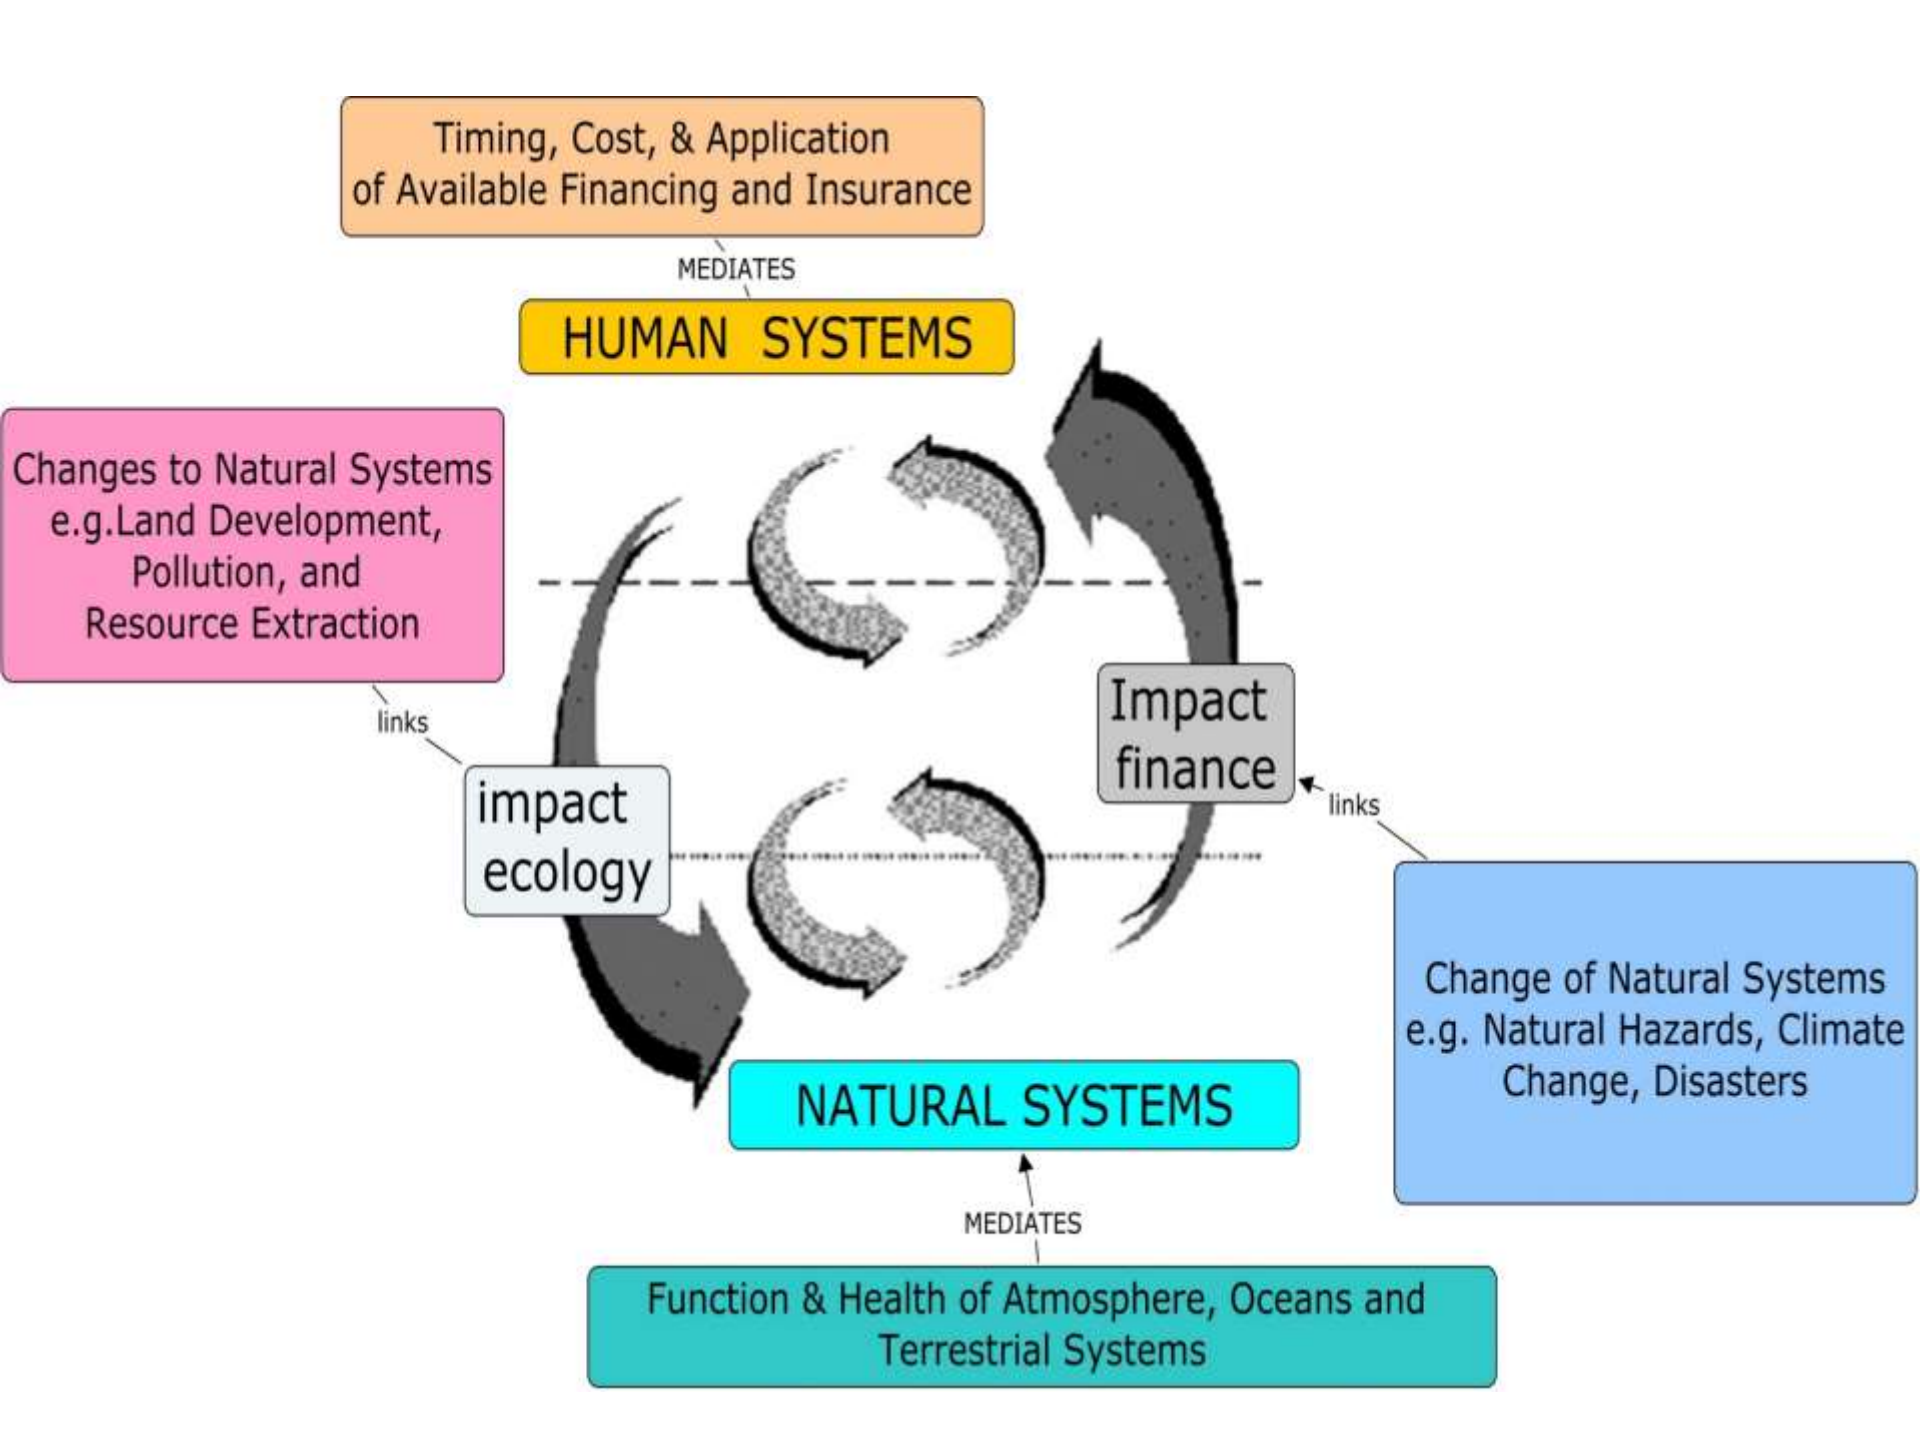 Timing, Cost, & Application
of Available Financing and Insurance
MEDIATES
HUMAN SYSTEMS
Changes to Natural Systems
e.g.Land Development,
Pollution, and
Resource Extraction
links
impact
ecology
Impact
finance
links
Change of Natural Systems
e.g. Natural Hazards, Climate
Change, Disasters
NATURAL SYSTEMS
MEDIATES
Function & Health of Atmosphere, Oceans and
Terrestrial Systems